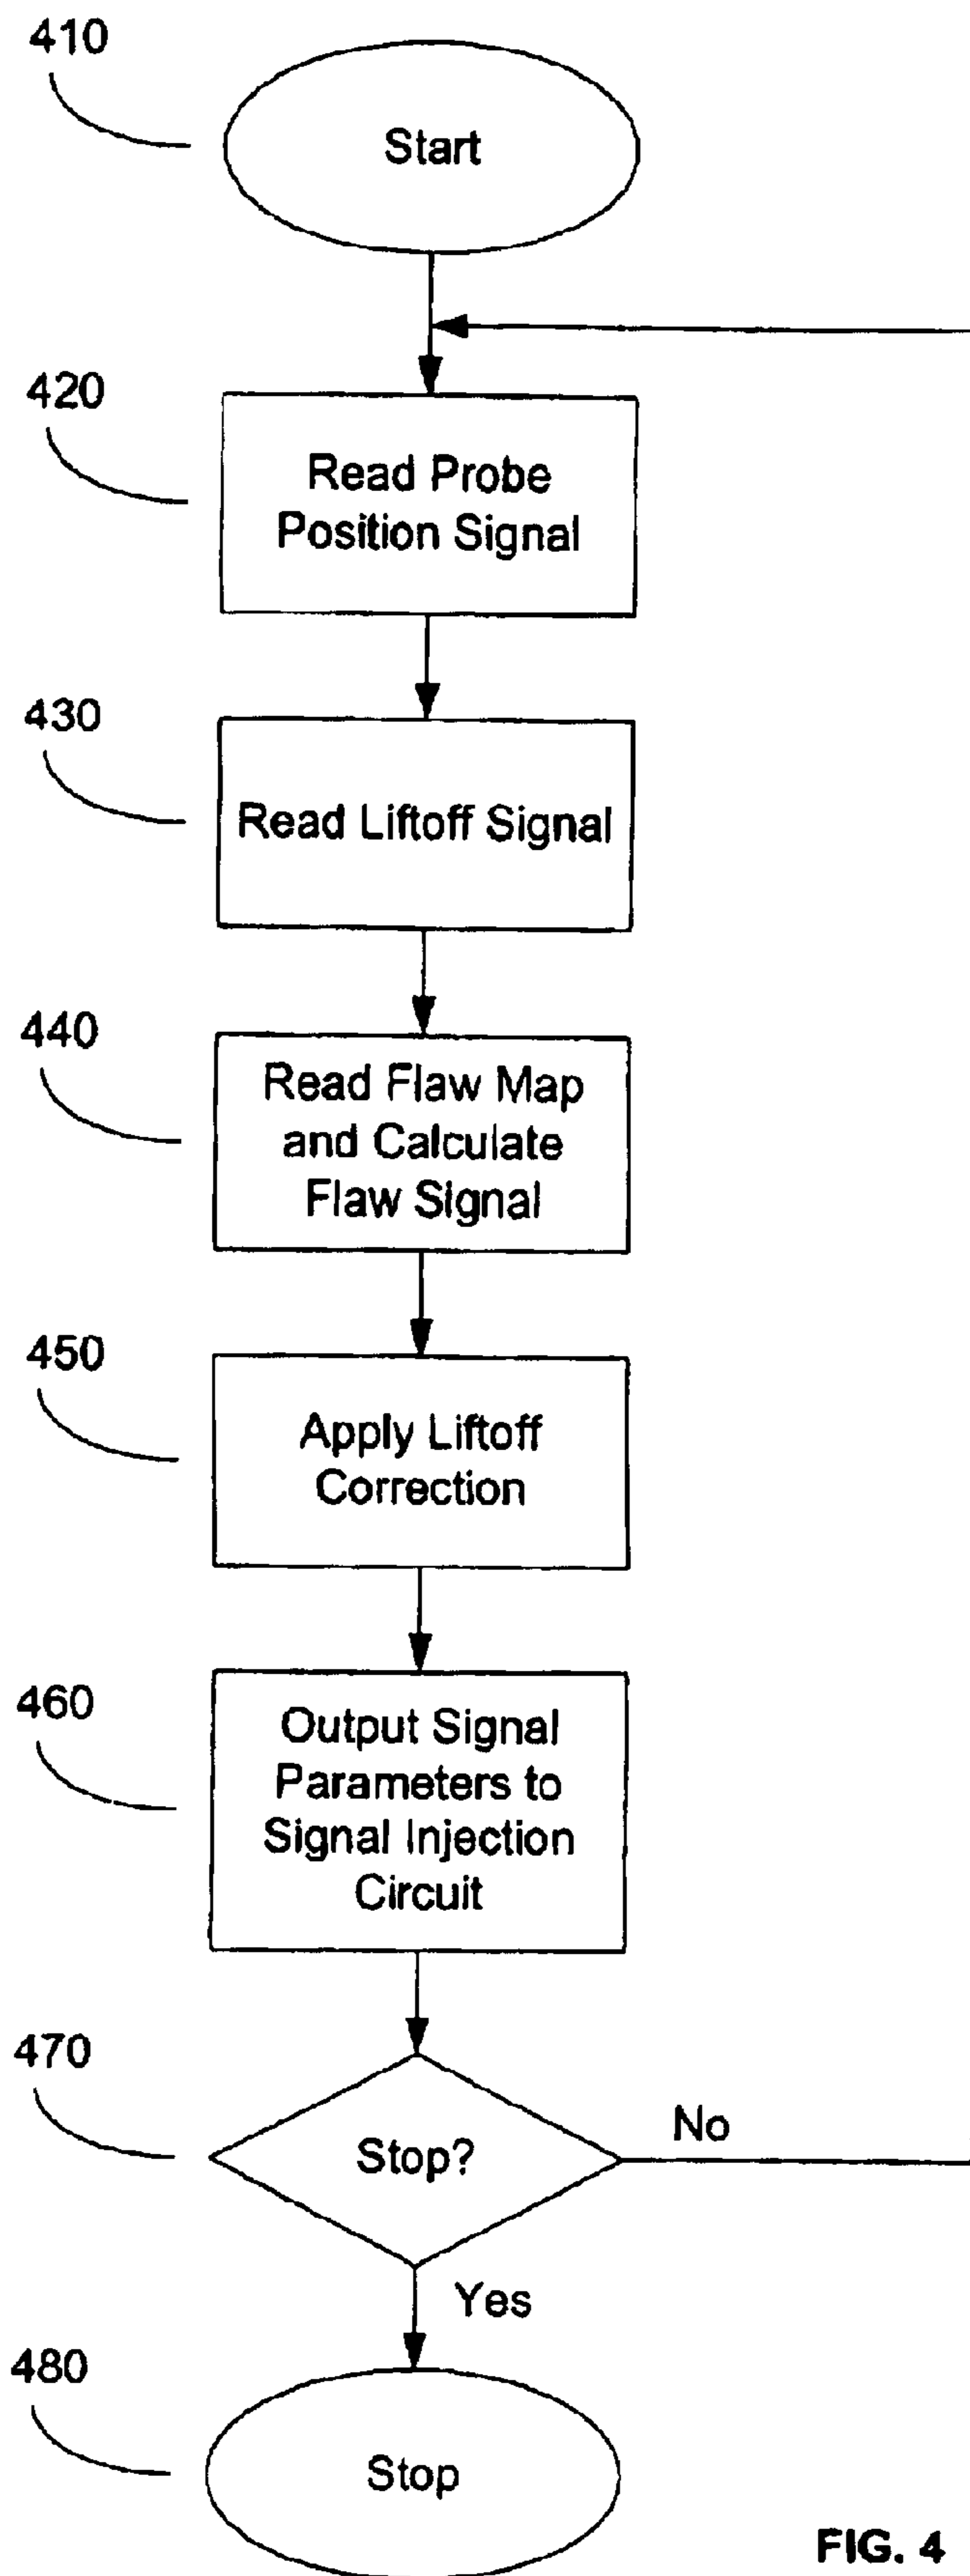 410
Start
420
Read Probe
Position Signal
430
Read Liftoff Signal
440
Read Flaw Map
and Calculate
Flaw Signal
450
Apply Liftoff
Correction
460
Output Signal
Parameters to
Signal Injection
Circuit
470
Stop?
No
Yes
480
Stop
FIG. 4